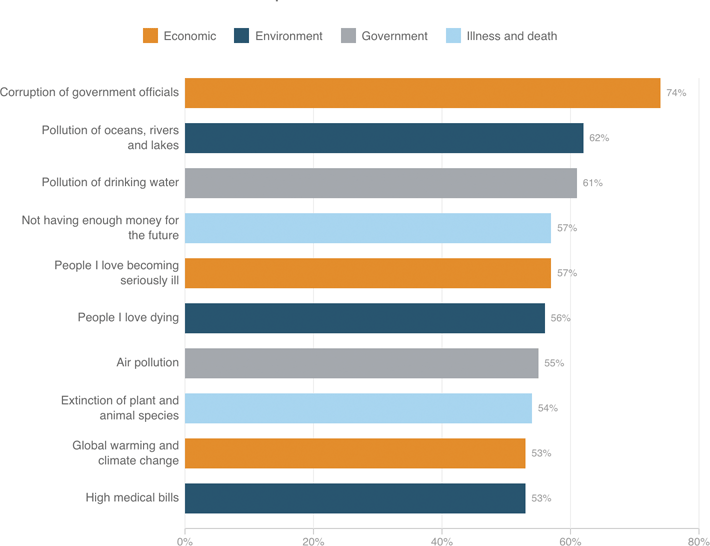 Economic Environment Government Illness and death
Corruption of government officials 74%
Pollution of oceans, rivers
and lakes 62%
Pollution of drinking water 61%
Not having enough money for
the future 57%
People I love becoming
seriously ill 57%
People I love dying 56%
Air pollution 55%
Extinction of plant and
animal species 54%
Global warming and
climate change 53%
High medical bills 53%
0% 20% 40% 60% 80%